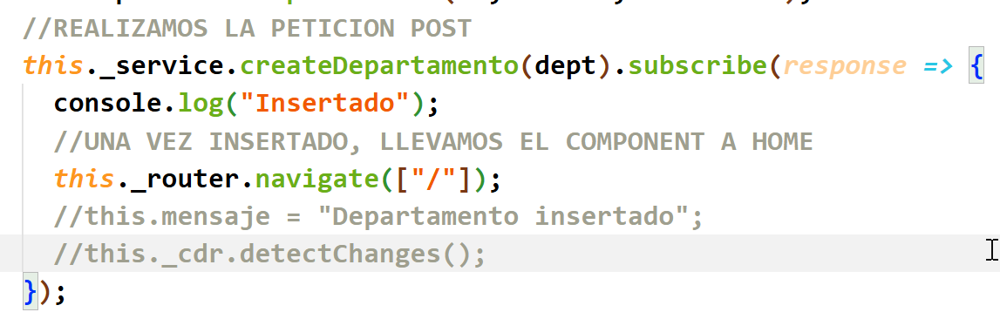 //REALIZAMOS LA PETICION POST
this._service.createDepartamento(dept).subscribe(response => {
console.log("Insertado");
//UNA VEZ INSERTADO, LLEVAMOS EL COMPONENT A HOME
this._router.navigate(["/"]);
//this.mensaje = "Departamento insertado";
//this._cdr.detectChanges();
});